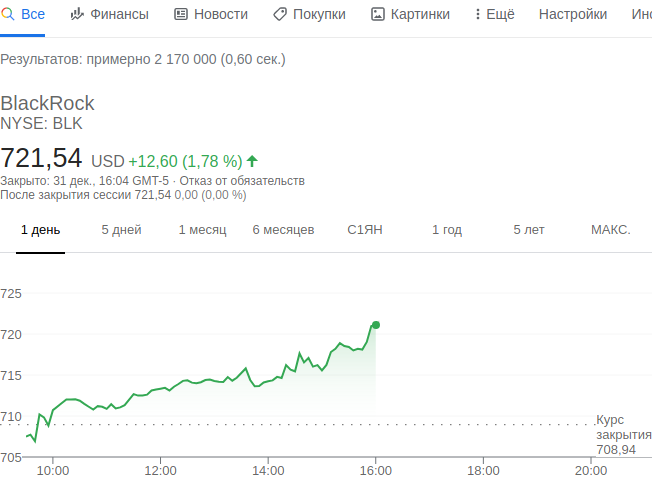 Все Финансы Новости Покупки Картинки Ещё Настройки Инс
Результатов: примерно 2 170 000 (0,60 сек.)
BlackRock
NYSE: BLK
721,54 USD +12,60 (1,78 %)
Закрыто: 31 дек., 16:04 GMT-5 · Отказ от обязательств
После закрытия сессии 721,54 0,00 (0,00 %)
1 день 5 дней 1 месяц 6 месяцев С1ЯН 1 год 5 лет МАКС.
725
720
715
710
Курс
закрытия
708,94
705
10:00 12:00 14:00 16:00 18:00 20:00